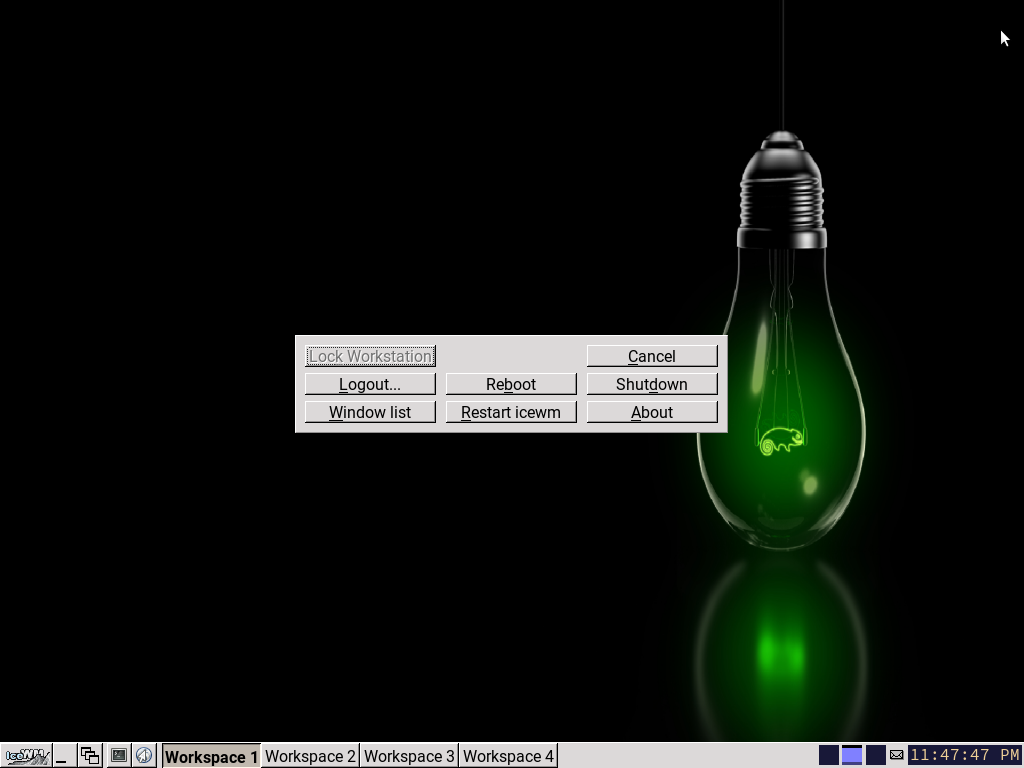 Lock Workstation
Cancel
Logout...
Reboot
Shutdown
Window list
Restart icewm
About
IceWM
Workspace 1
Workspace 2
Workspace 3
Workspace 4
11:47:47 PM